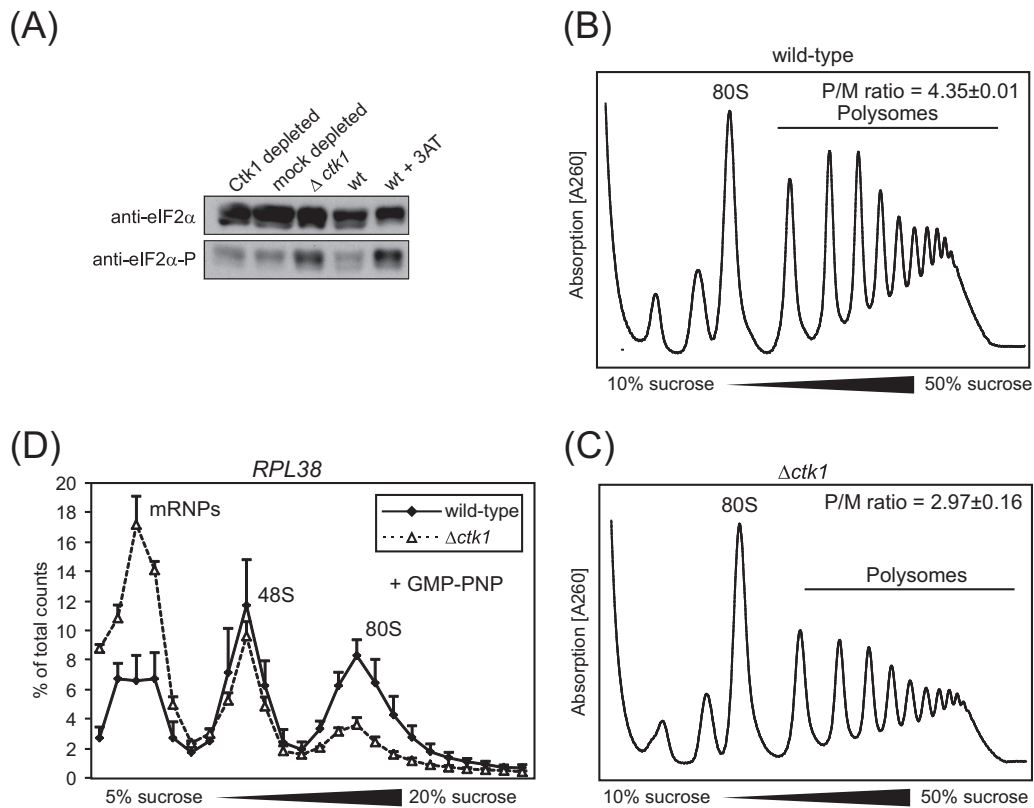 (A)
Ctk1 depleted
mock depleted
Δ ctk1
wt
wt + 3AT
anti-eIF2α
anti-eIF2α-P
(B)
wild-type
80S
P/M ratio = 4.35±0.01
Polysomes
Absorption [A260]
10% sucrose
50% sucrose
(D)
RPL38
20
18
16
14
12
10
8
6
4
2
0
% of total counts
mRNPs
48S
80S
wild-type
Δctk1
+ GMP-PNP
5% sucrose
20% sucrose
(C)
Δctk1
80S
P/M ratio = 2.97±0.16
Polysomes
Absorption [A260]
10% sucrose
50% sucrose